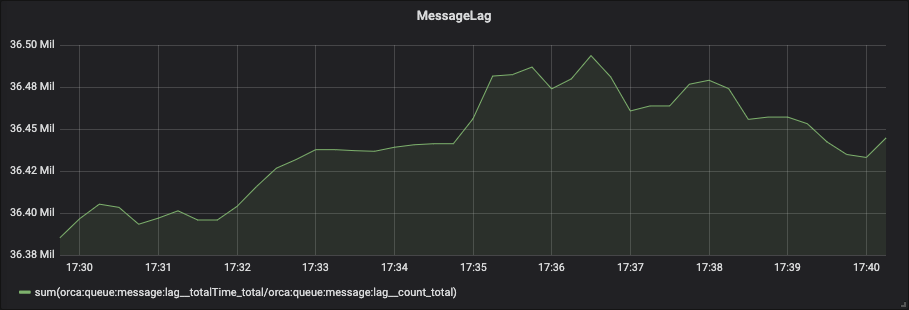 MessageLag
36.50 Mil
36.48 Mil
36.45 Mil
36.42 Mil
36.40 Mil
36.38 Mil
17:30 17:31 17:32 17:33 17:34 17:35 17:36 17:37 17:38 17:39 17:40
sum(orca:queue:message:lag__totalTime_total/orca:queue:message:lag__count_total)